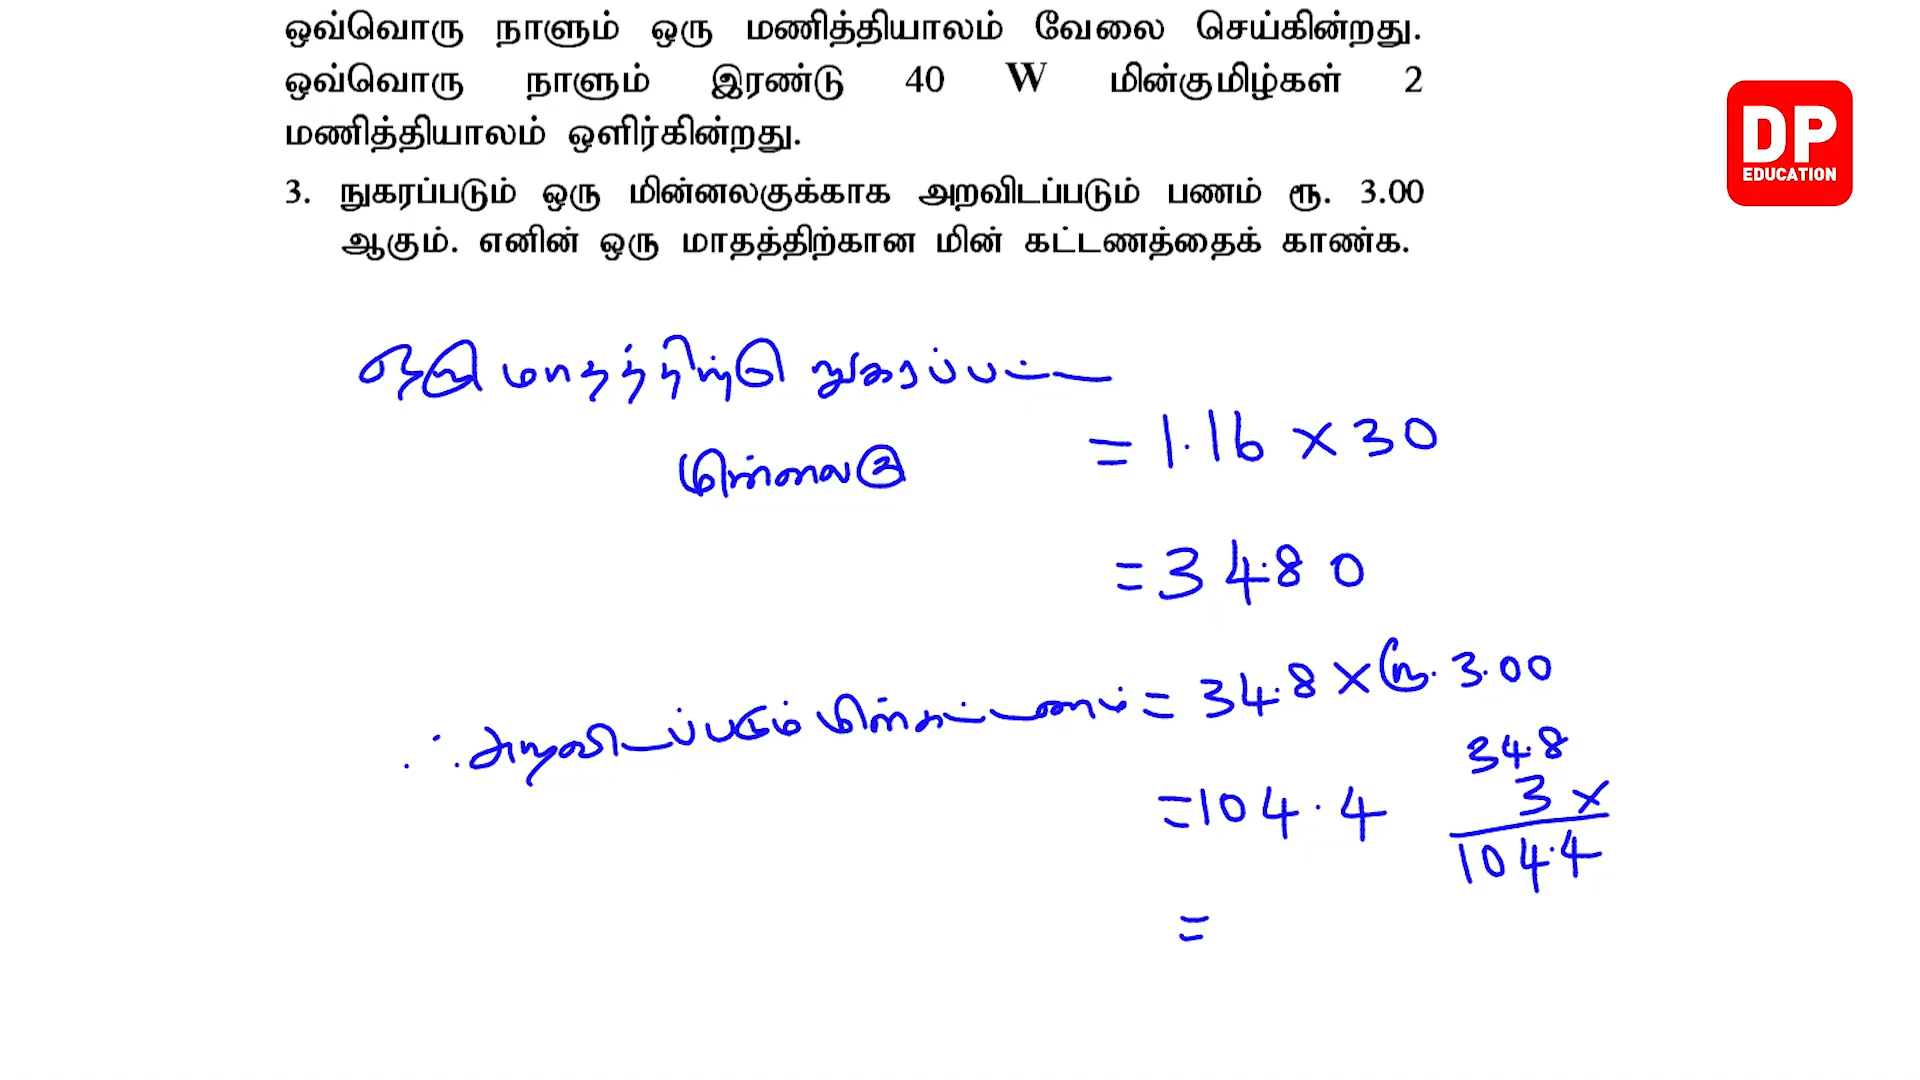 ஒவ்வொரு நாளும் ஒரு மணித்தியாலம் வேலை செய்கின்றது.
ஒவ்வொரு நாளும் இரண்டு 40 W மின்குமிழ்கள் 2
மணித்தியாலம் ஒளிர்கின்றது.
DP
EDUCATION
3. நுகரப்படும் ஒரு மின்னலகுக்காக அறவிடப்படும் பணம் ரூ. 3.00
ஆகும். எனின் ஒரு மாதத்திற்கான மின் கட்டணத்தைக் காண்க.
ஒரு மாதத்திற்கு நுகரப்பட்ட
மின்னலகு = 1.16 × 30
= 34.80
∴ அறவிடப்படும் மின்கட்டணம் = 34.8 × ரூ. 3.00
= 104.4
34.8
3 ×
104.4
=